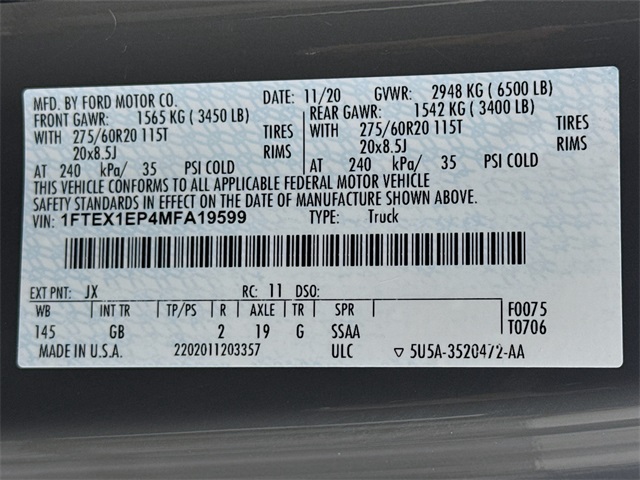 MFD. BY FORD MOTOR CO. DATE: 11/20 GVWR: 2948 KG ( 6500 LB)
FRONT GAWR: 1565 KG ( 3450 LB) REAR GAWR: 1542 KG ( 3400 LB)
WITH 275/60R20 115T TIRES WITH 275/60R20 115T TIRES
20x8.5J RIMS 20x8.5J RIMS
AT 240 kPa/ 35 PSI COLD AT 240 kPa/ 35 PSI COLD
THIS VEHICLE CONFORMS TO ALL APPLICABLE FEDERAL MOTOR VEHICLE
SAFETY STANDARDS IN EFFECT ON THE DATE OF MANUFACTURE SHOWN ABOVE.
VIN: 1FTEX1EP4MFA19599 TYPE: Truck
EXT PNT: JX RC: 11 DSO:
WB INT TR TP/PS R AXLE TR SPR F0075
145 GB 2 19 G SSAA T0706
MADE IN U.S.A. 2202011203357 ULC ▽ 5U5A-3520472-AA